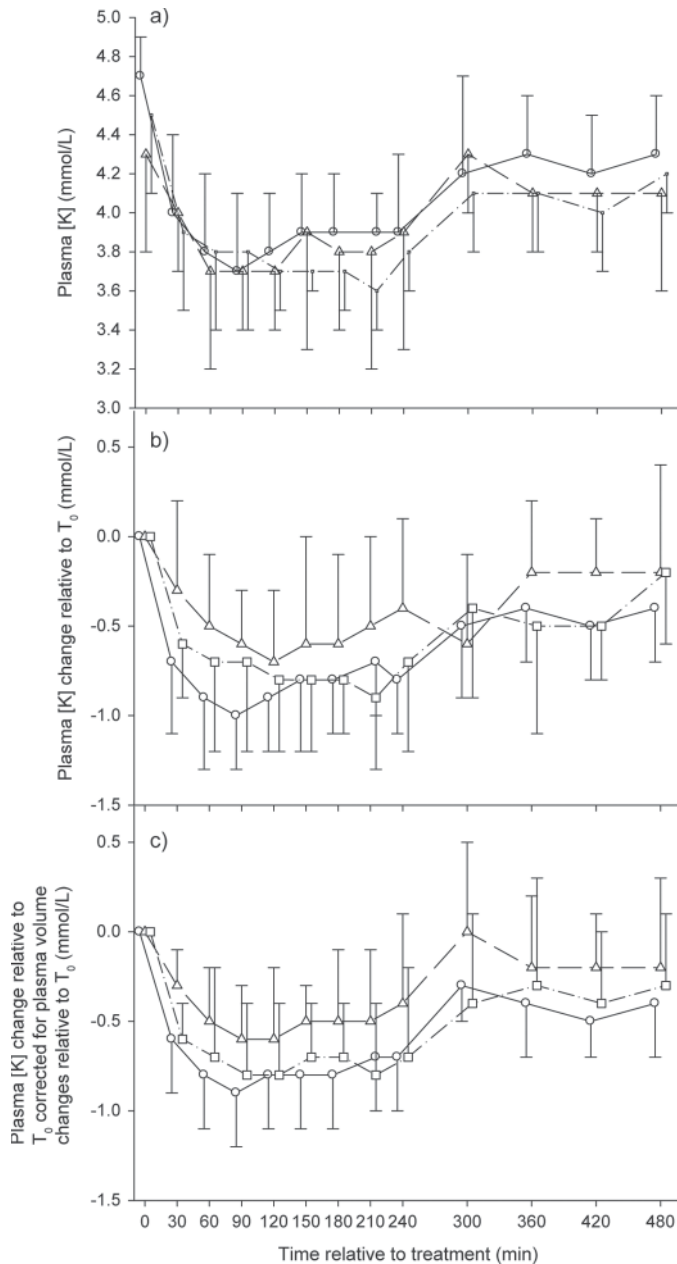 a)
Plasma [K] (mmol/L)
5.0
4.8
4.6
4.4
4.2
4.0
3.8
3.6
3.4
3.2
3.0
b)
Plasma [K] change relative to T0 (mmol/L)
0.5
0.0
-0.5
-1.0
-1.5
c)
Plasma [K] change relative to
T0 corrected for plasma volume
changes relative to T0 (mmol/L)
0.5
0.0
-0.5
-1.0
-1.5
0 30 60 90 120 150 180 210 240 300 360 420 480
Time relative to treatment (min)